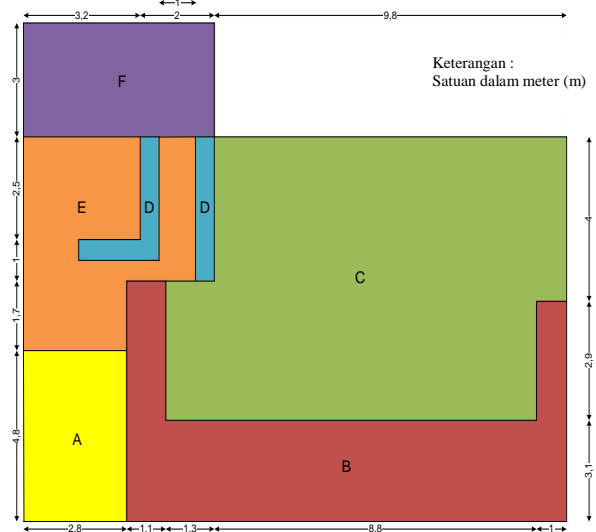 1
3,2
2
9,8
Keterangan :
Satuan dalam meter (m)
3
F
2,5
E
D
D
4
1
C
1,7
2,9
4,8
A
B
3,1
2,8
1,1
1,3
8,8
1